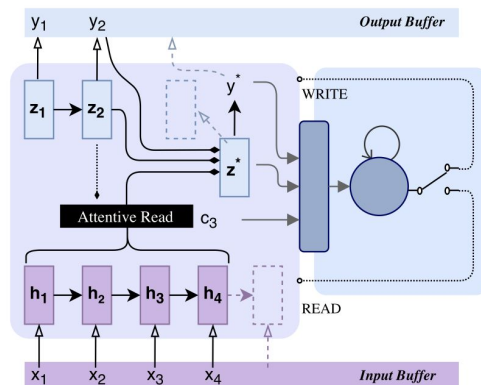 y₁ y₂ Output Buffer
y*
WRITE
z₁ z₂
z*
Attentive Read c₃
h₁ h₂ h₃ h₄
READ
x₁ x₂ x₃ x₄ Input Buffer